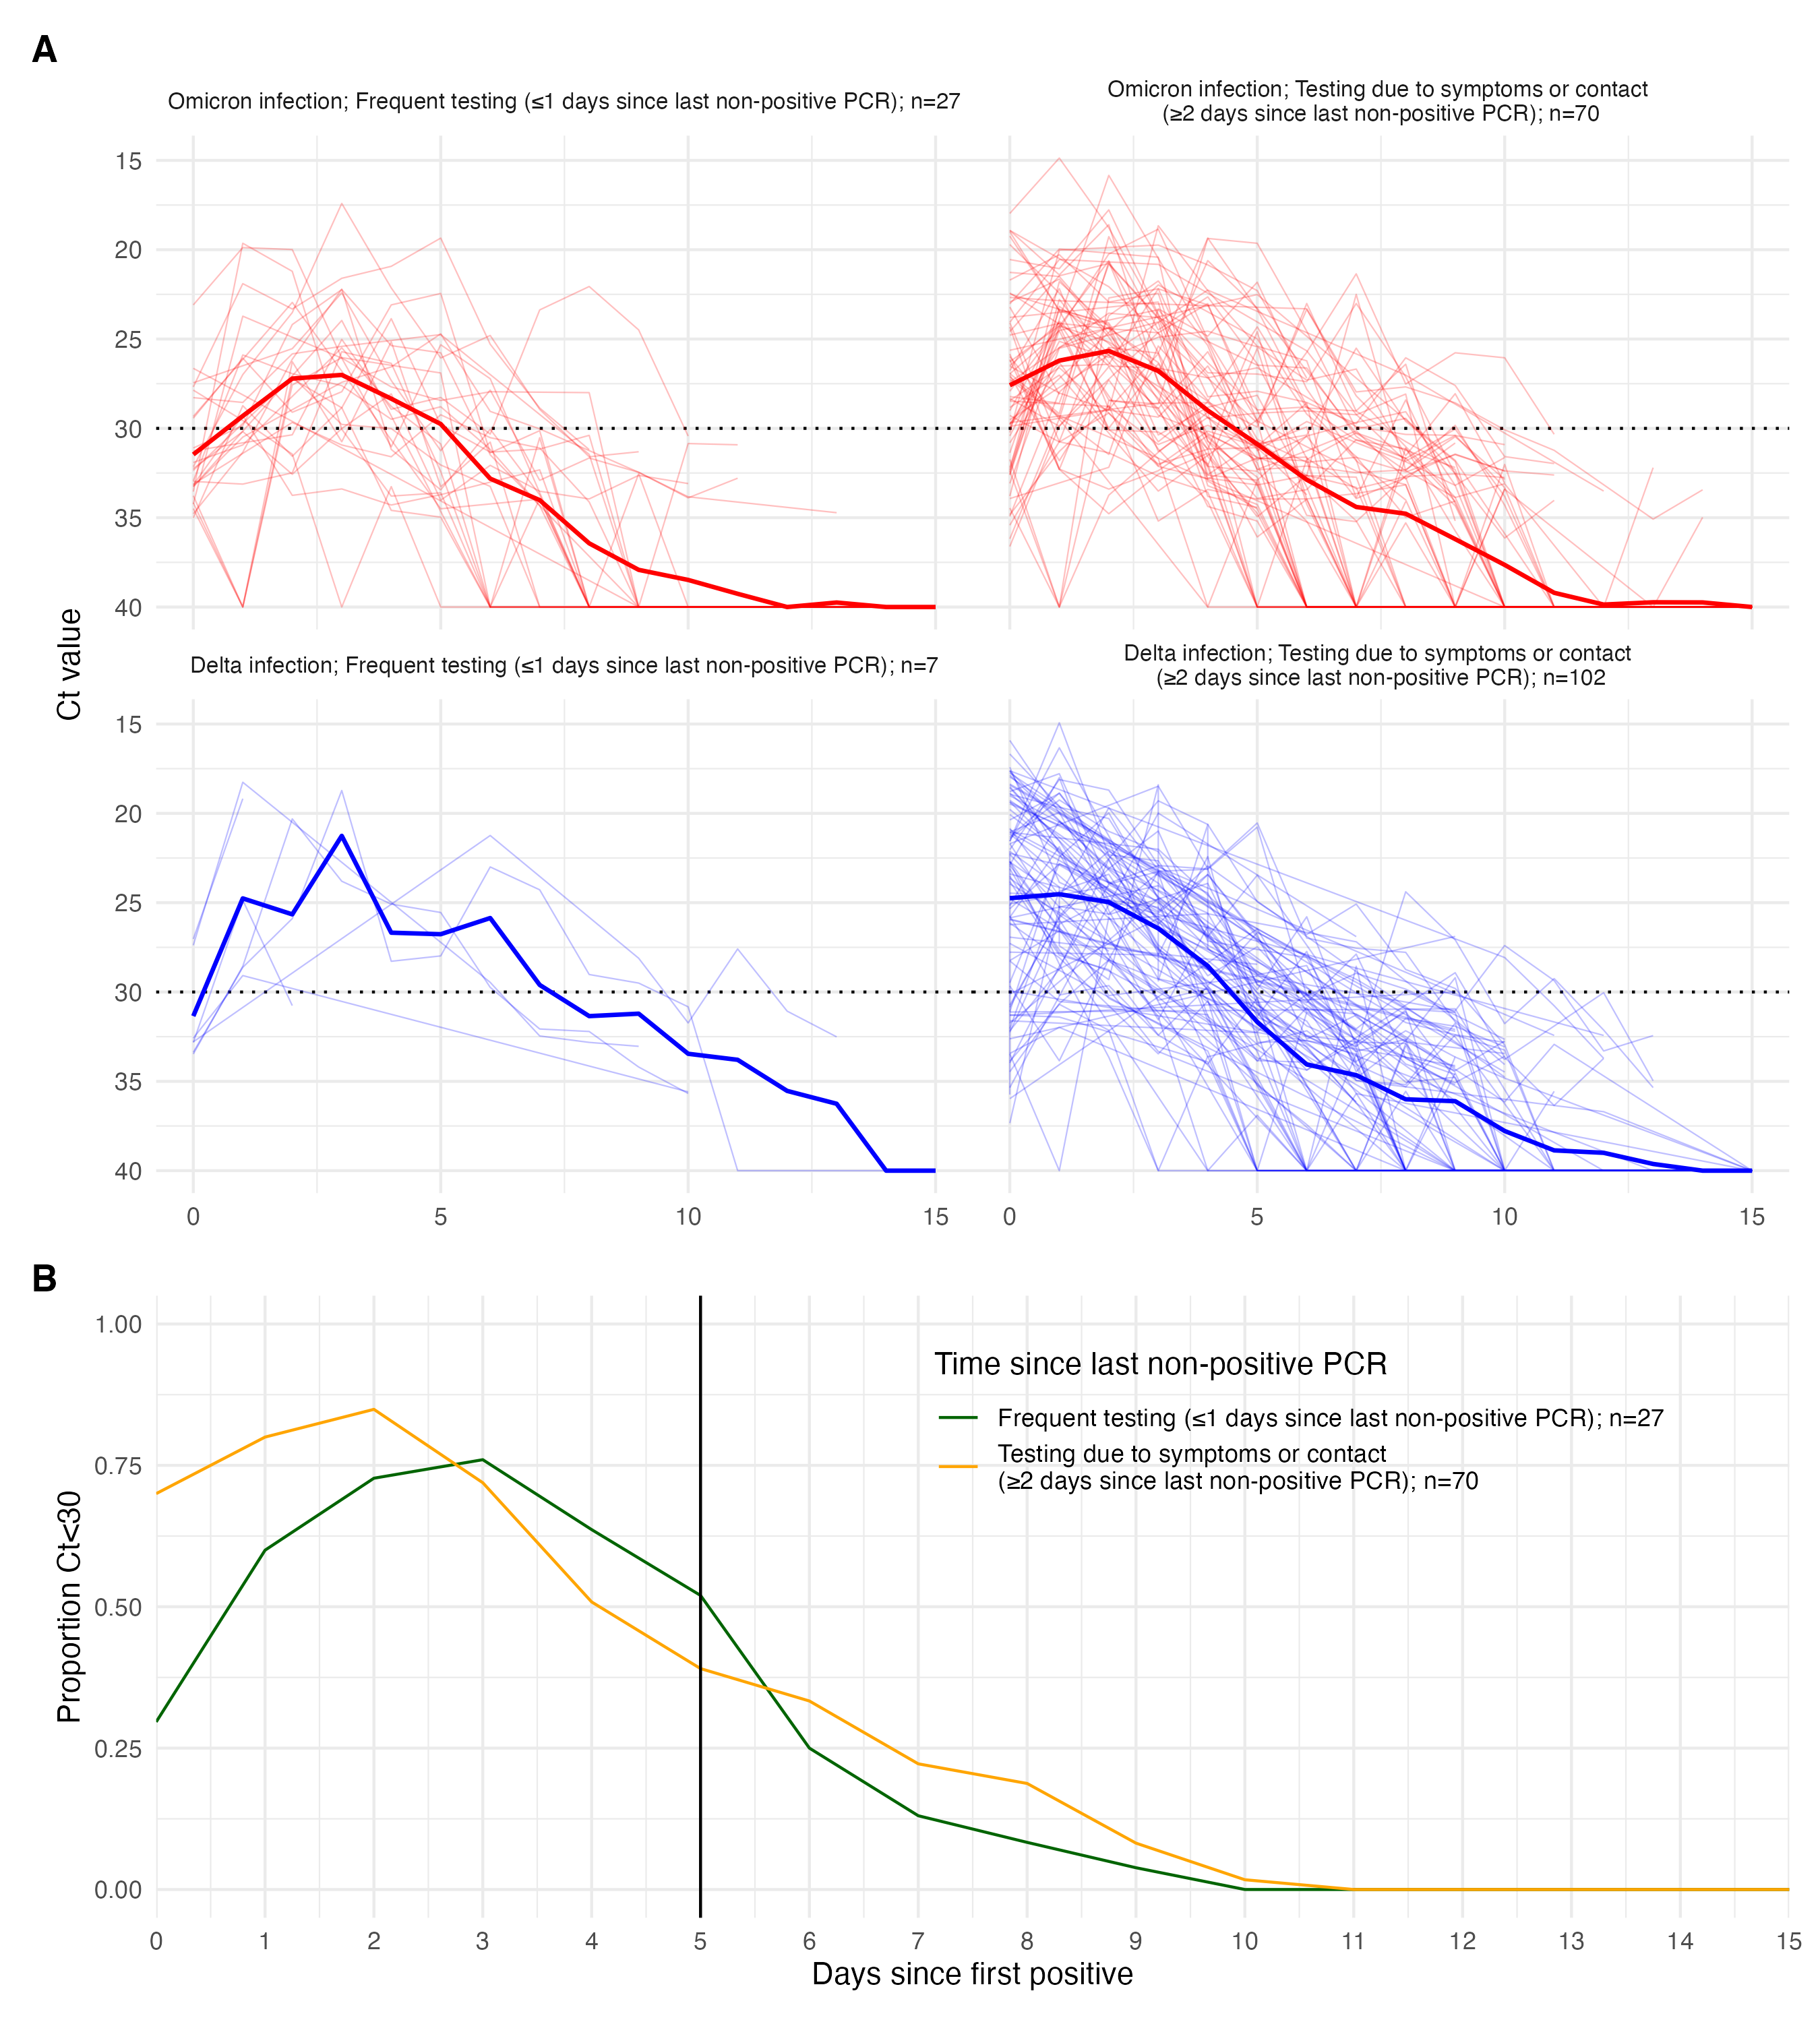 A
Omicron infection; Frequent testing (≤1 days since last non-positive PCR); n=27
Omicron infection; Testing due to symptoms or contact
(≥2 days since last non-positive PCR); n=70
15
20
25
30
35
40
Ct value
Delta infection; Frequent testing (≤1 days since last non-positive PCR); n=7
Delta infection; Testing due to symptoms or contact
(≥2 days since last non-positive PCR); n=102
15
20
25
30
35
40
0 5 10 15
0 5 10 15
B
1.00
0.75
0.50
0.25
0.00
Proportion Ct<30
Time since last non-positive PCR
Frequent testing (≤1 days since last non-positive PCR); n=27
Testing due to symptoms or contact
(≥2 days since last non-positive PCR); n=70
0 1 2 3 4 5 6 7 8 9 10 11 12 13 14 15
Days since first positive